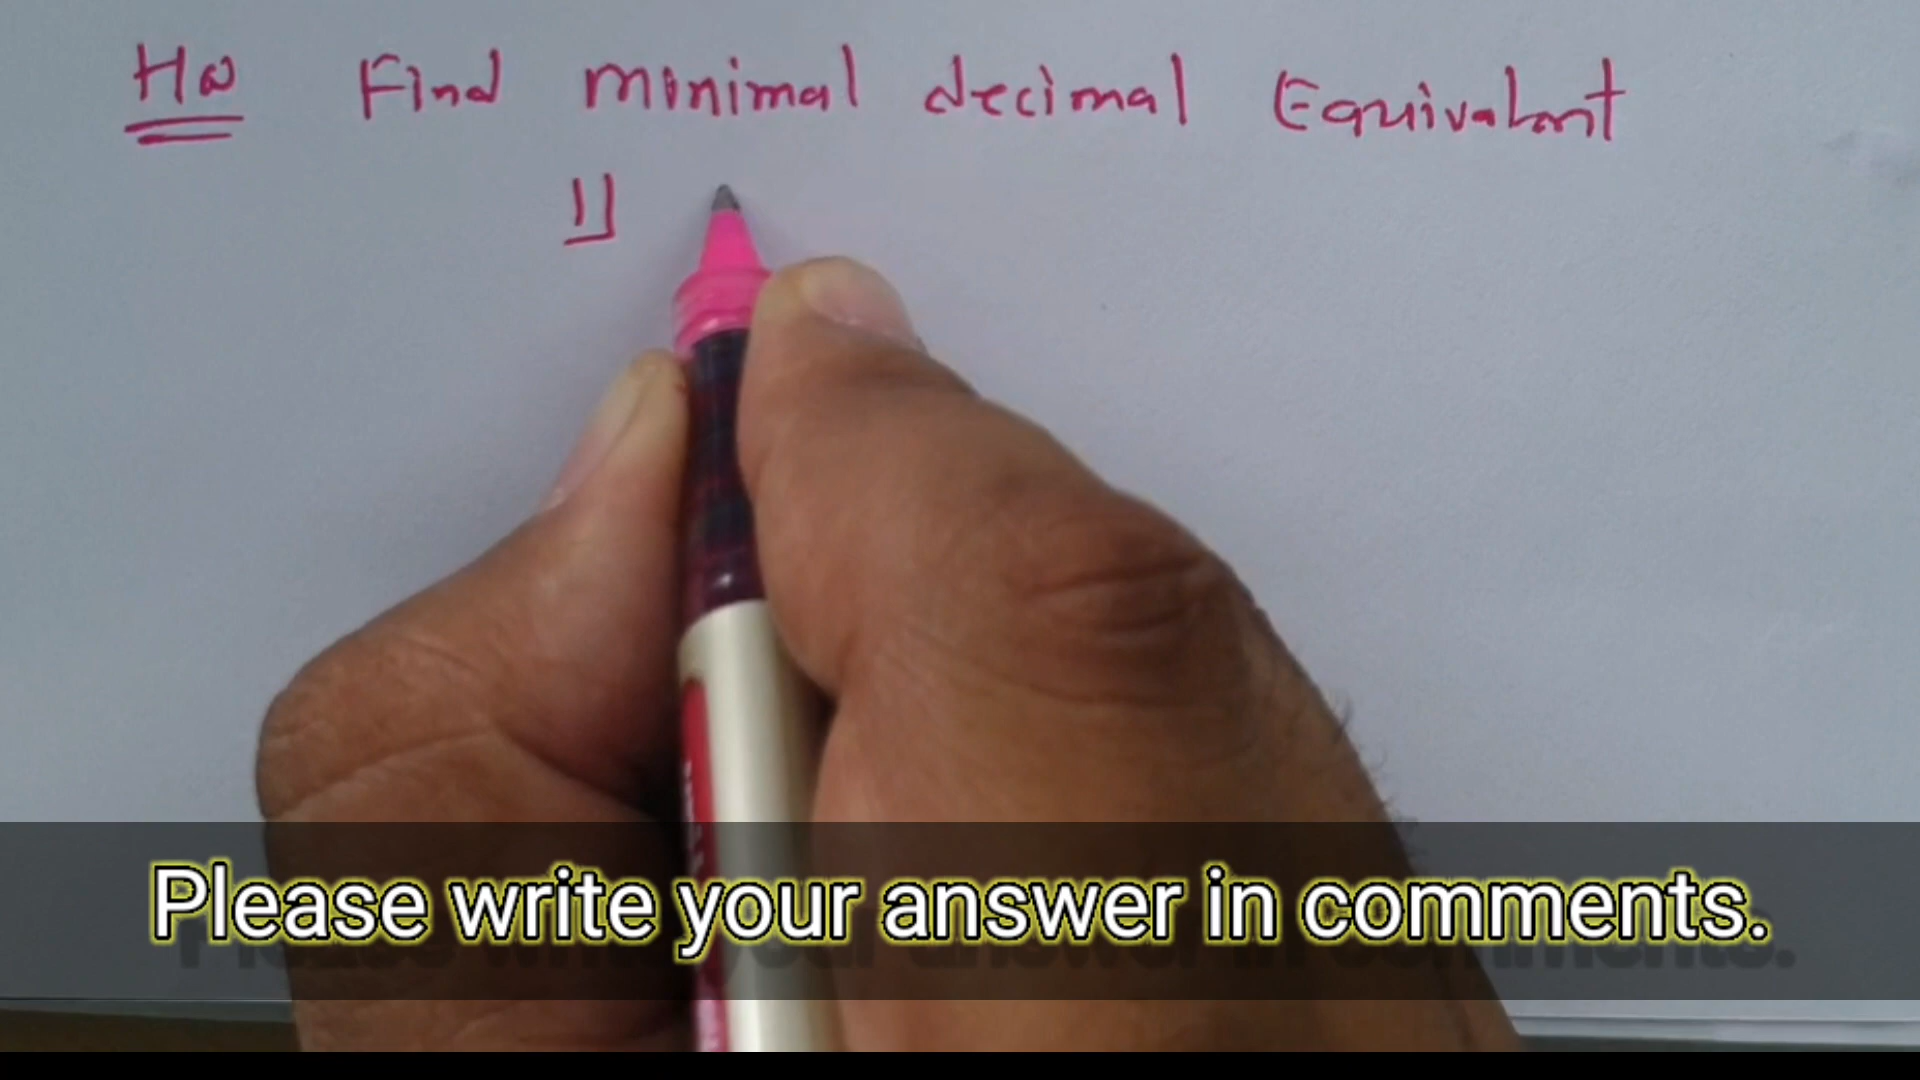 HW Find minimal decimal Equivalent
1)
Please write your answer in comments.